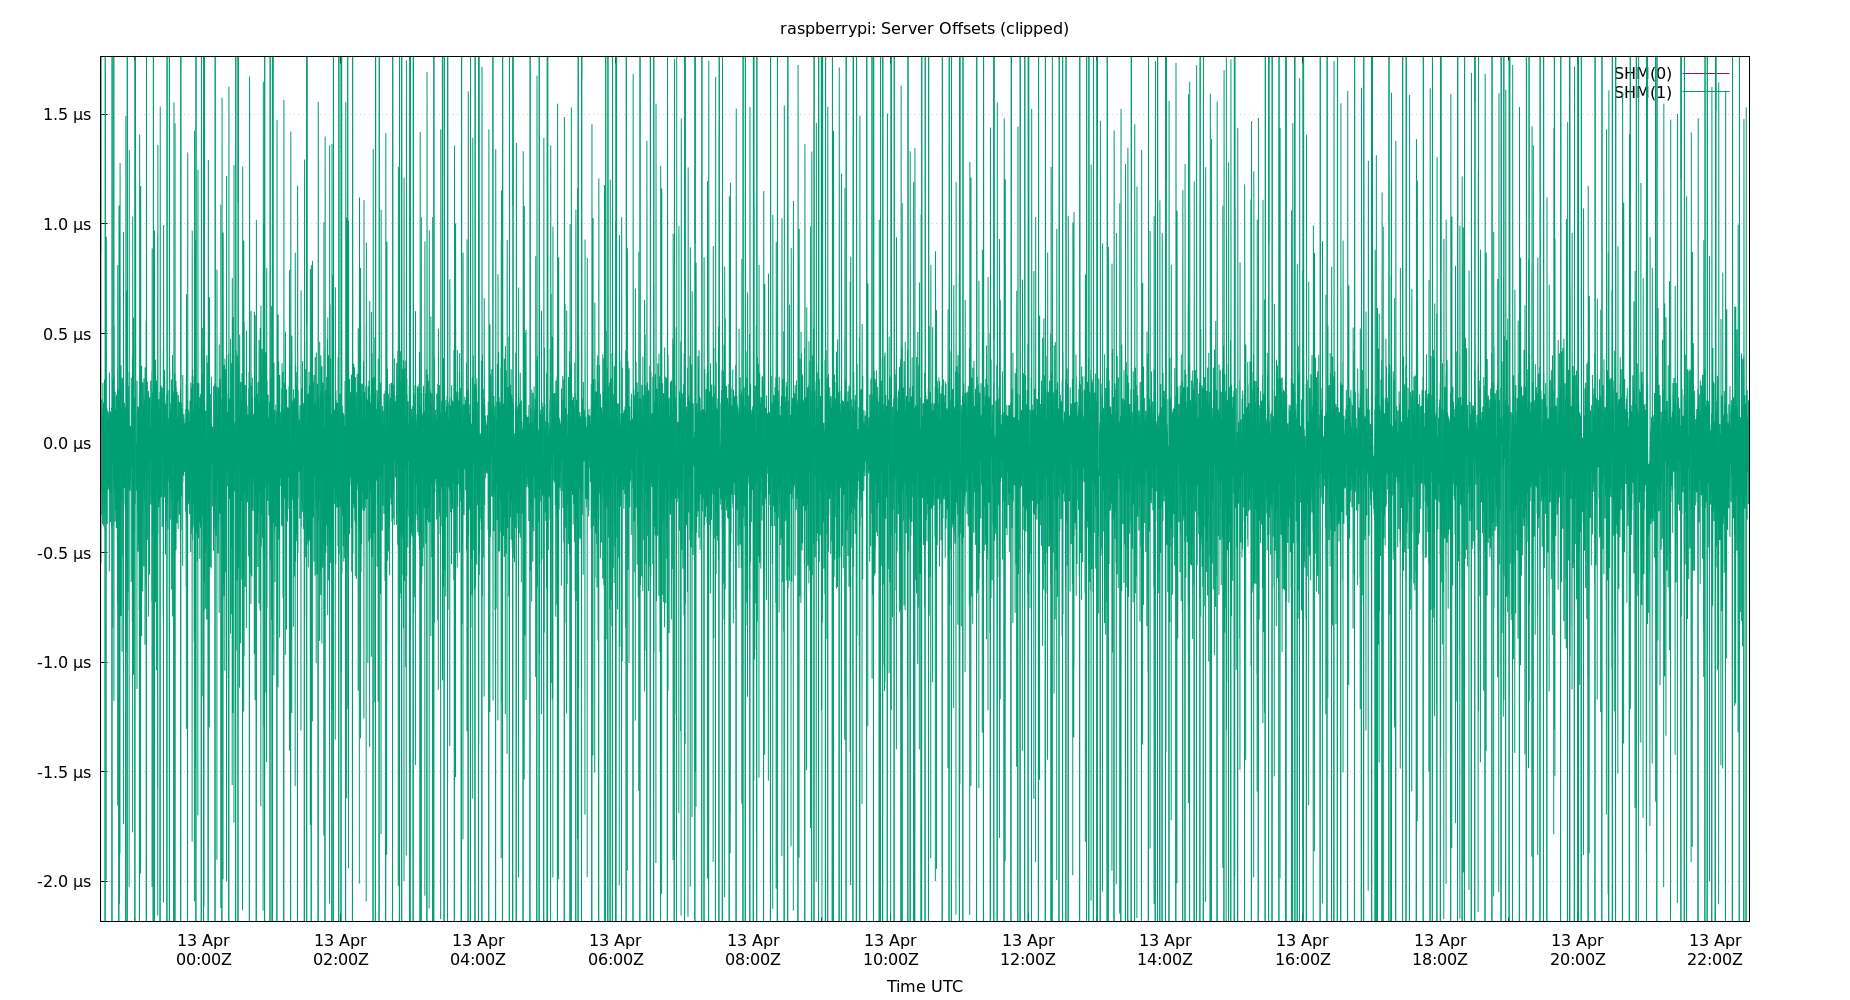 raspberrypi: Server Offsets (clipped)
SHM(0)
SHM(1)
1.5 µs
1.0 µs
0.5 µs
0.0 µs
-0.5 µs
-1.0 µs
-1.5 µs
-2.0 µs
13 Apr 13 Apr 13 Apr 13 Apr 13 Apr 13 Apr 13 Apr 13 Apr 13 Apr 13 Apr 13 Apr 13 Apr
00:00Z 02:00Z 04:00Z 06:00Z 08:00Z 10:00Z 12:00Z 14:00Z 16:00Z 18:00Z 20:00Z 22:00Z
Time UTC